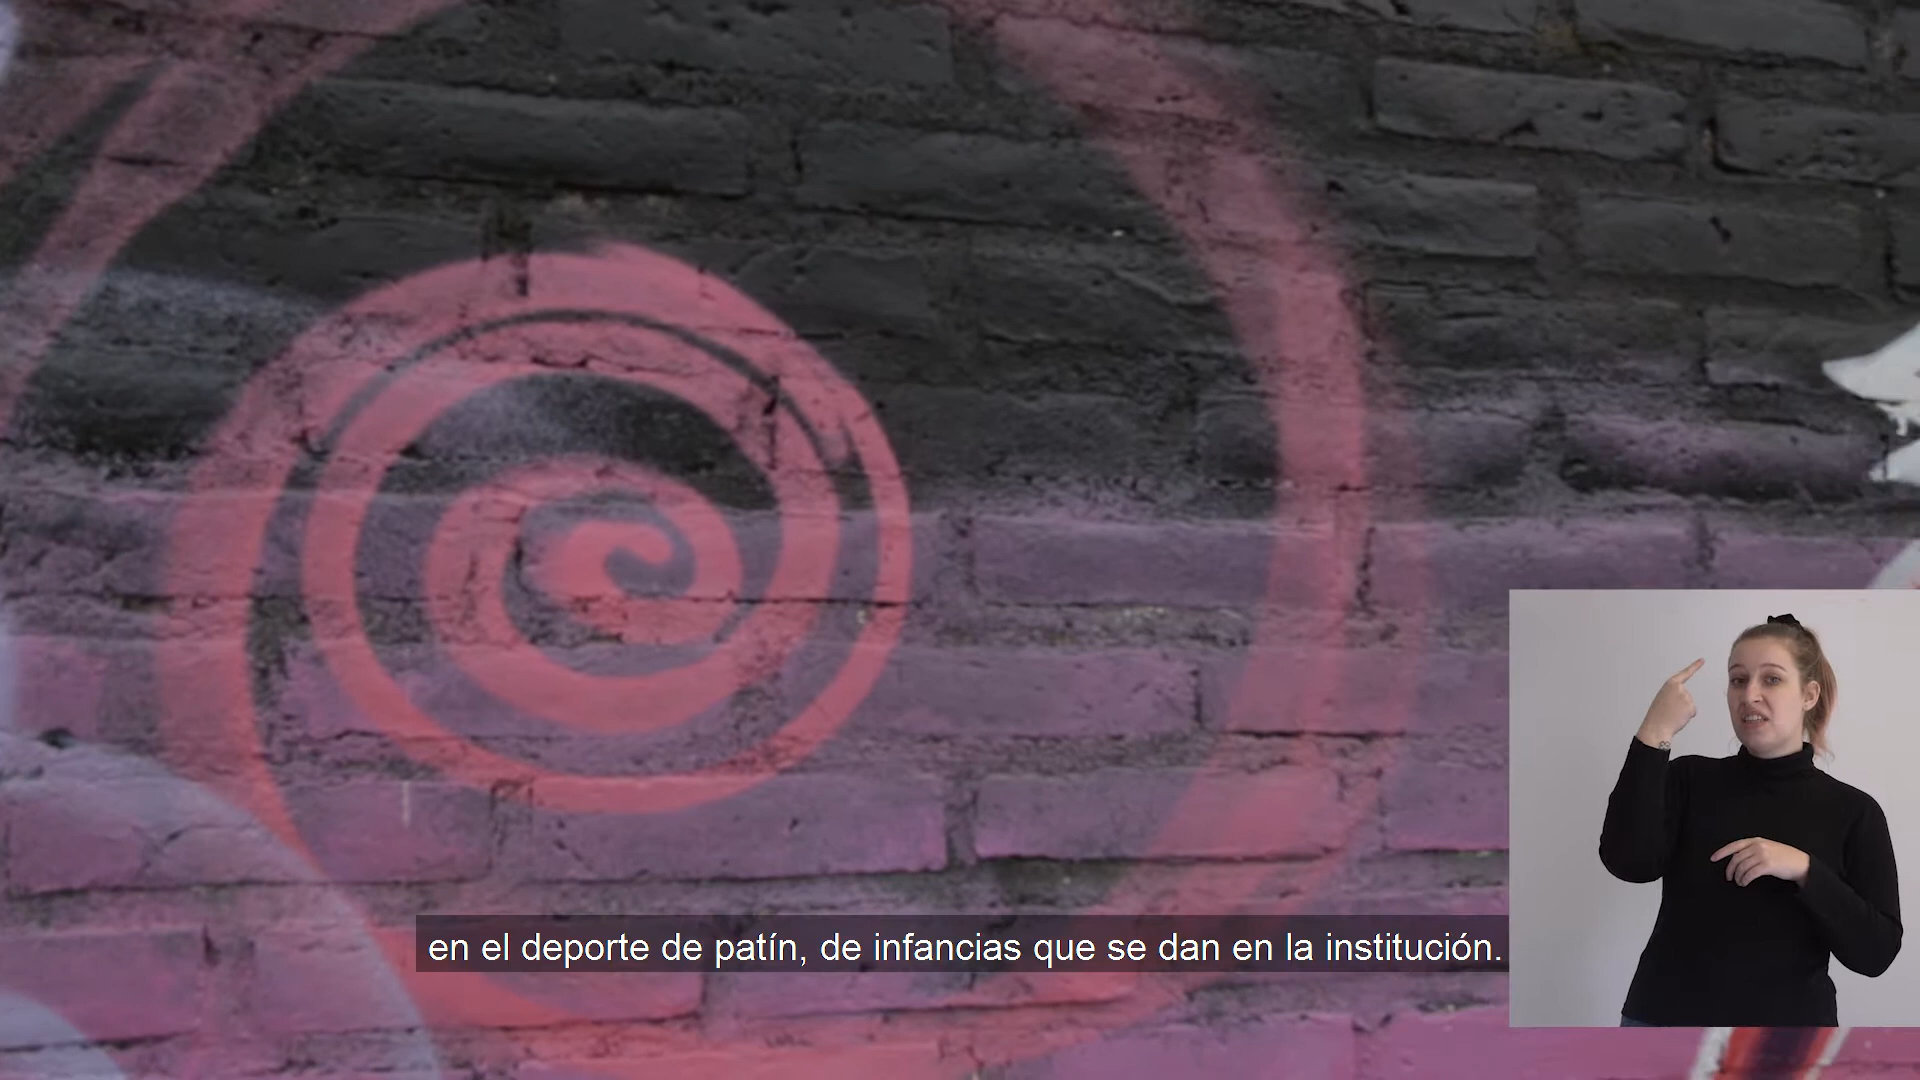 en el deporte de patín, de infancias que se dan en la institución.